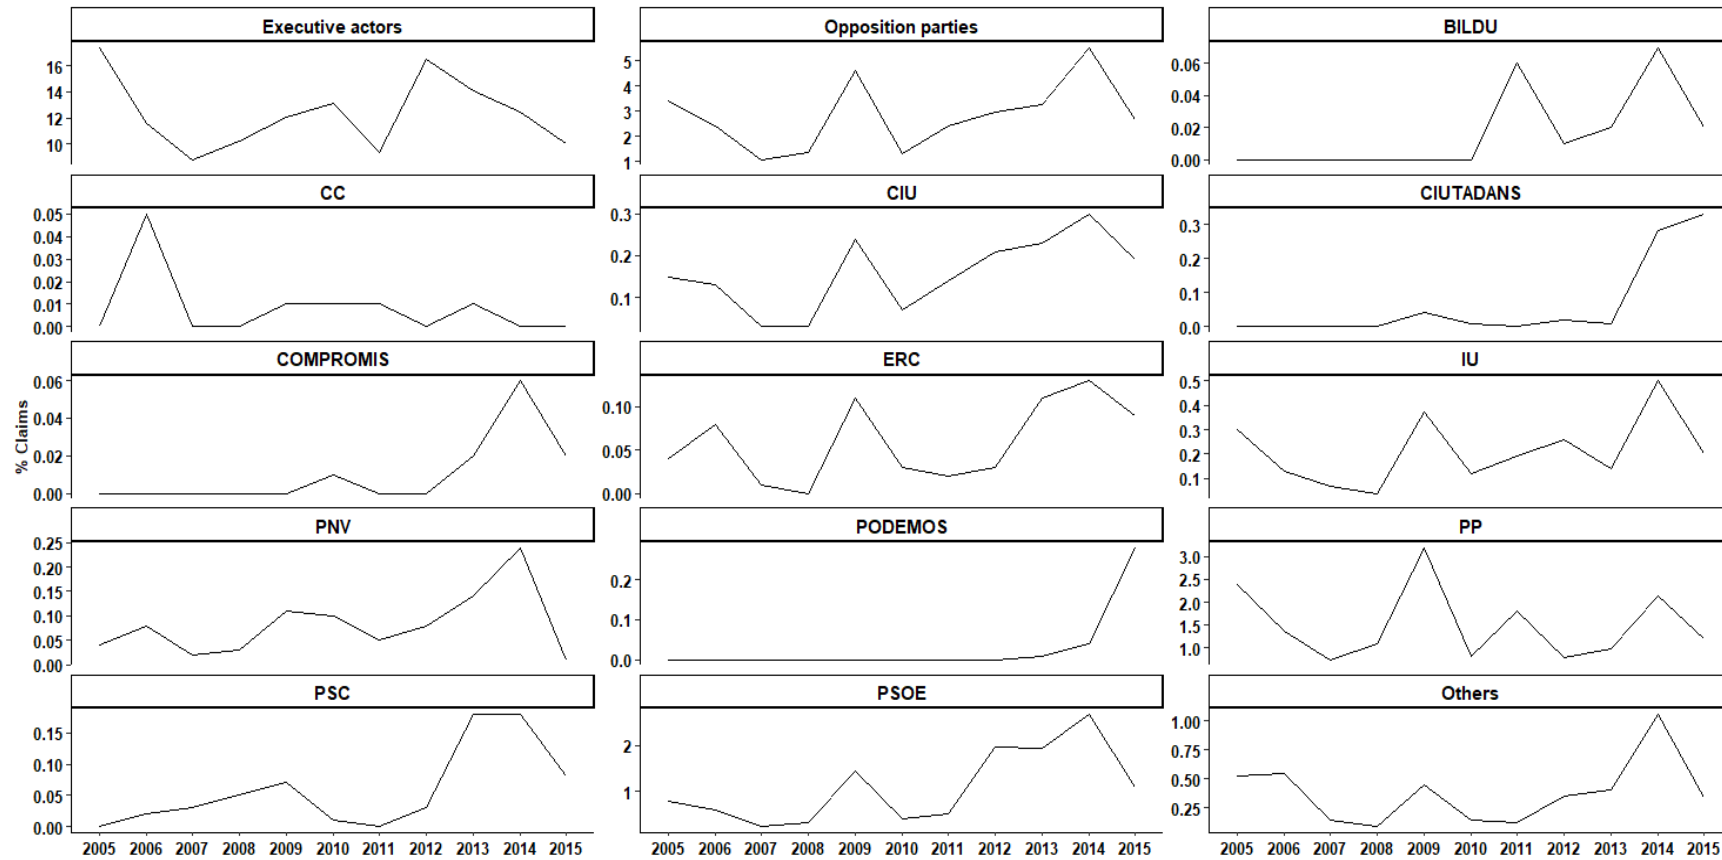 Executive actors Opposition parties BILDU
16 14 12 10
5 4 3 2 1
0.06 0.04 0.02 0.00
CC CIU CIUTADANS
0.05 0.04 0.03 0.02 0.01 0.00
0.3 0.2 0.1
0.3 0.2 0.1 0.0
COMPROMIS ERC IU
0.06 0.04 0.02 0.00
0.10 0.05 0.00
0.5 0.4 0.3 0.2 0.1
% Claims
PNV PODEMOS PP
0.25 0.20 0.15 0.10 0.05 0.00
0.2 0.1 0.0
3.0 2.5 2.0 1.5 1.0
PSC PSOE Others
0.15 0.10 0.05 0.00
2 1
1.00 0.75 0.50 0.25
2005 2006 2007 2008 2009 2010 2011 2012 2013 2014 2015
2005 2006 2007 2008 2009 2010 2011 2012 2013 2014 2015
2005 2006 2007 2008 2009 2010 2011 2012 2013 2014 2015